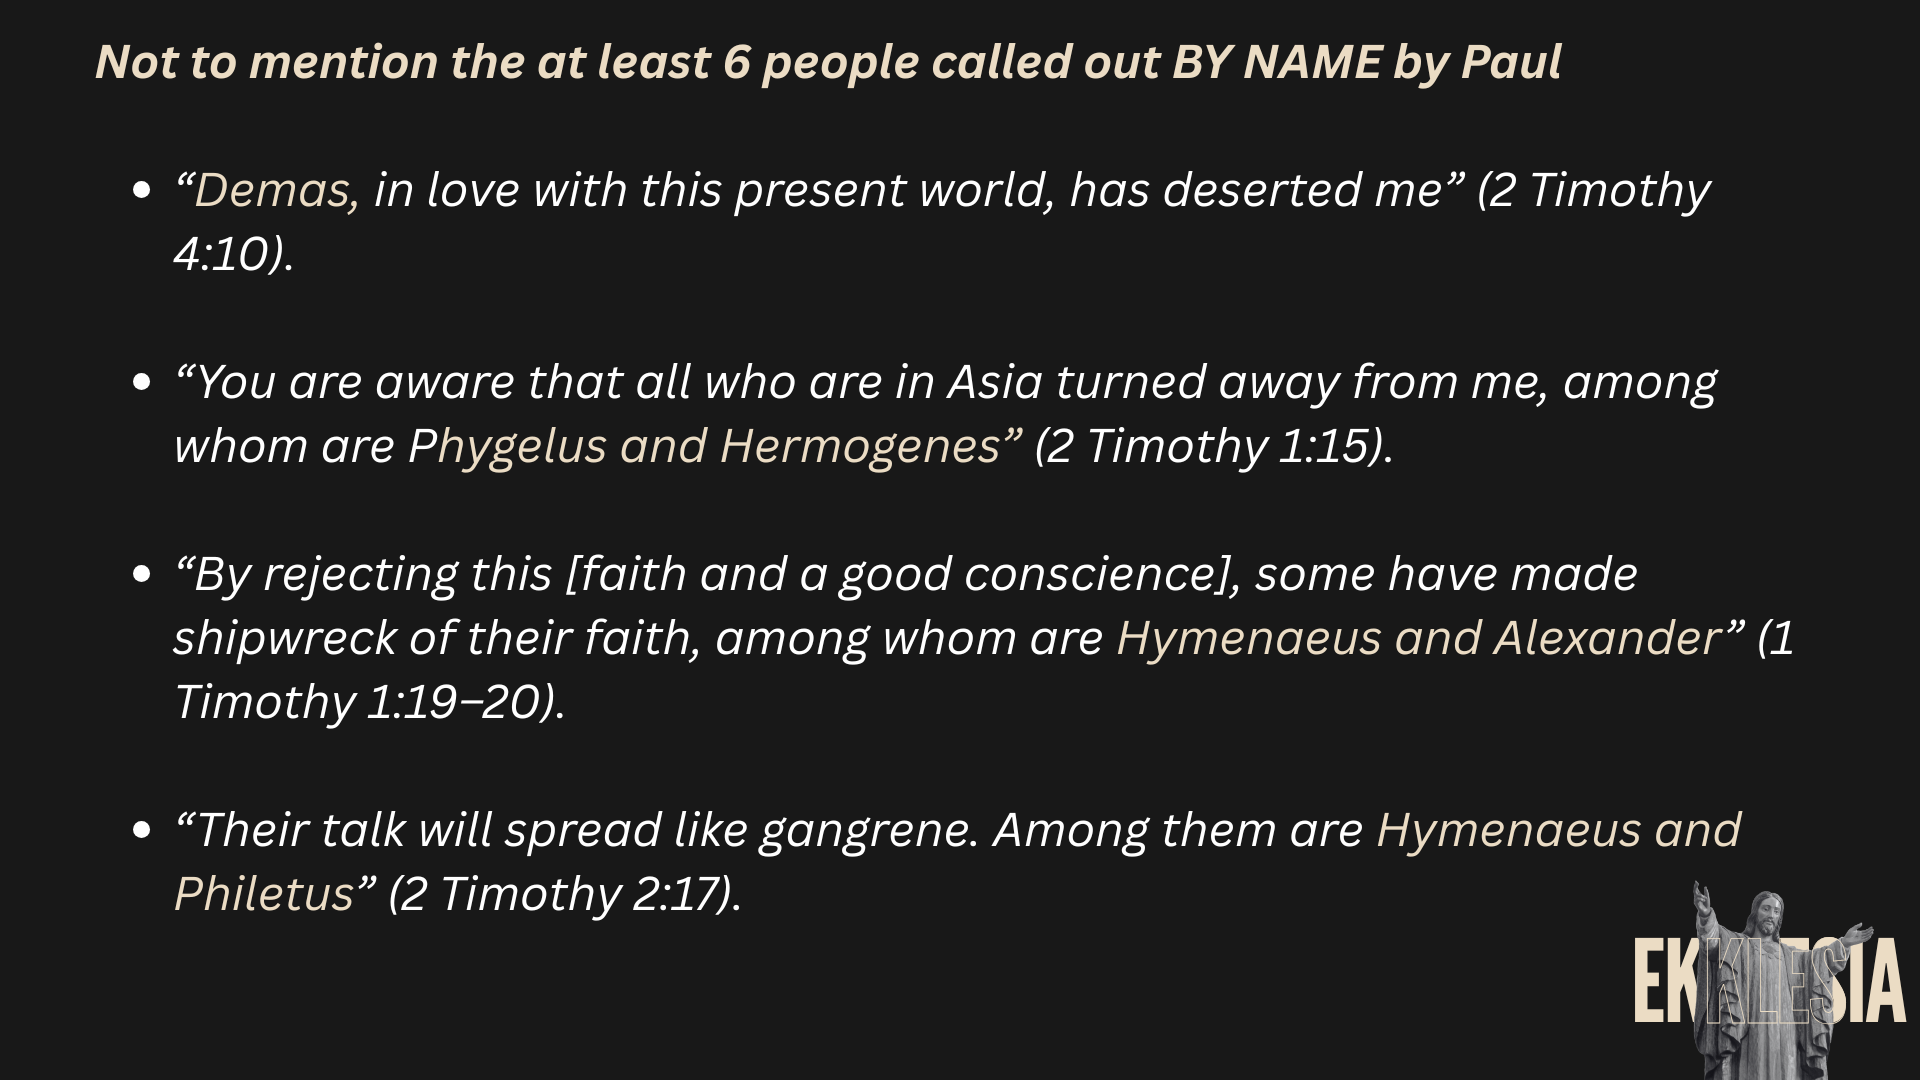 Not to mention the at least 6 people called out BY NAME by Paul
• “Demas, in love with this present world, has deserted me” (2 Timothy
4:10).
• “You are aware that all who are in Asia turned away from me, among
whom are Phygelus and Hermogenes” (2 Timothy 1:15).
• “By rejecting this [faith and a good conscience], some have made
shipwreck of their faith, among whom are Hymenaeus and Alexander” (1
Timothy 1:19–20).
• “Their talk will spread like gangrene. Among them are Hymenaeus and
Philetus” (2 Timothy 2:17).
EKKLESIA